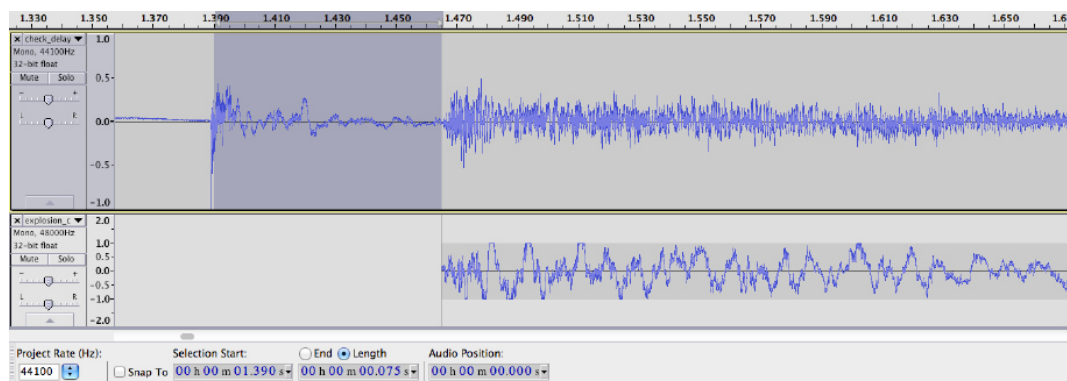 1.330 1.350 1.370 1.390 1.410 1.430 1.450 1.470 1.490 1.510 1.530 1.550 1.570 1.590 1.610 1.630 1.650
× check_delay ▼
Mono, 44100Hz
32-bit float
Mute Solo
- +
L R
1.0
0.5-
0.0-
-0.5-
-1.0
× explosion_c ▼
Mono, 48000Hz
32-bit float
Mute Solo
- +
L R
2.0
1.0-
0.5-
0.0-
-0.5-
-1.0-
-2.0
Project Rate (Hz): Selection Start: End Length Audio Position:
44100 Snap To 00 h 00 m 01.390 s 00 h 00 m 00.075 s 00 h 00 m 00.000 s